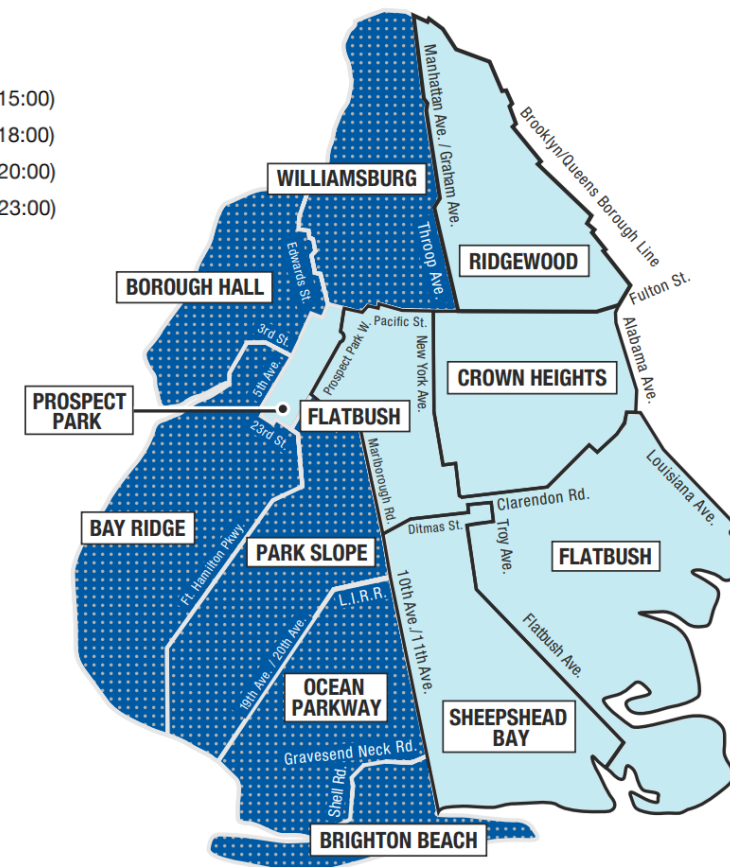 15:00)
18:00)
20:00)
23:00)
Manhattan Ave. / Graham Ave.
Brooklyn/Queens Borough Line
WILLIAMSBURG
Throop Ave.
RIDGEWOOD
Edwards St.
BOROUGH HALL
Fulton St.
3rd St.
Pacific St.
Prospect Park W.
New York Ave.
Alabama Ave.
5th Ave.
CROWN HEIGHTS
PROSPECT
PARK
FLATBUSH
23rd St.
Marlborough Rd.
Louisiana Ave.
Clarendon Rd.
Ditmas St.
Troy Ave.
BAY RIDGE
Ft. Hamilton Pkwy.
PARK SLOPE
FLATBUSH
L.I.R.R.
10th Ave./11th Ave.
19th Ave. / 20th Ave.
Flatbush Ave.
OCEAN
PARKWAY
SHEEPSHEAD
BAY
Gravesend Neck Rd.
Shell Rd.
BRIGHTON BEACH